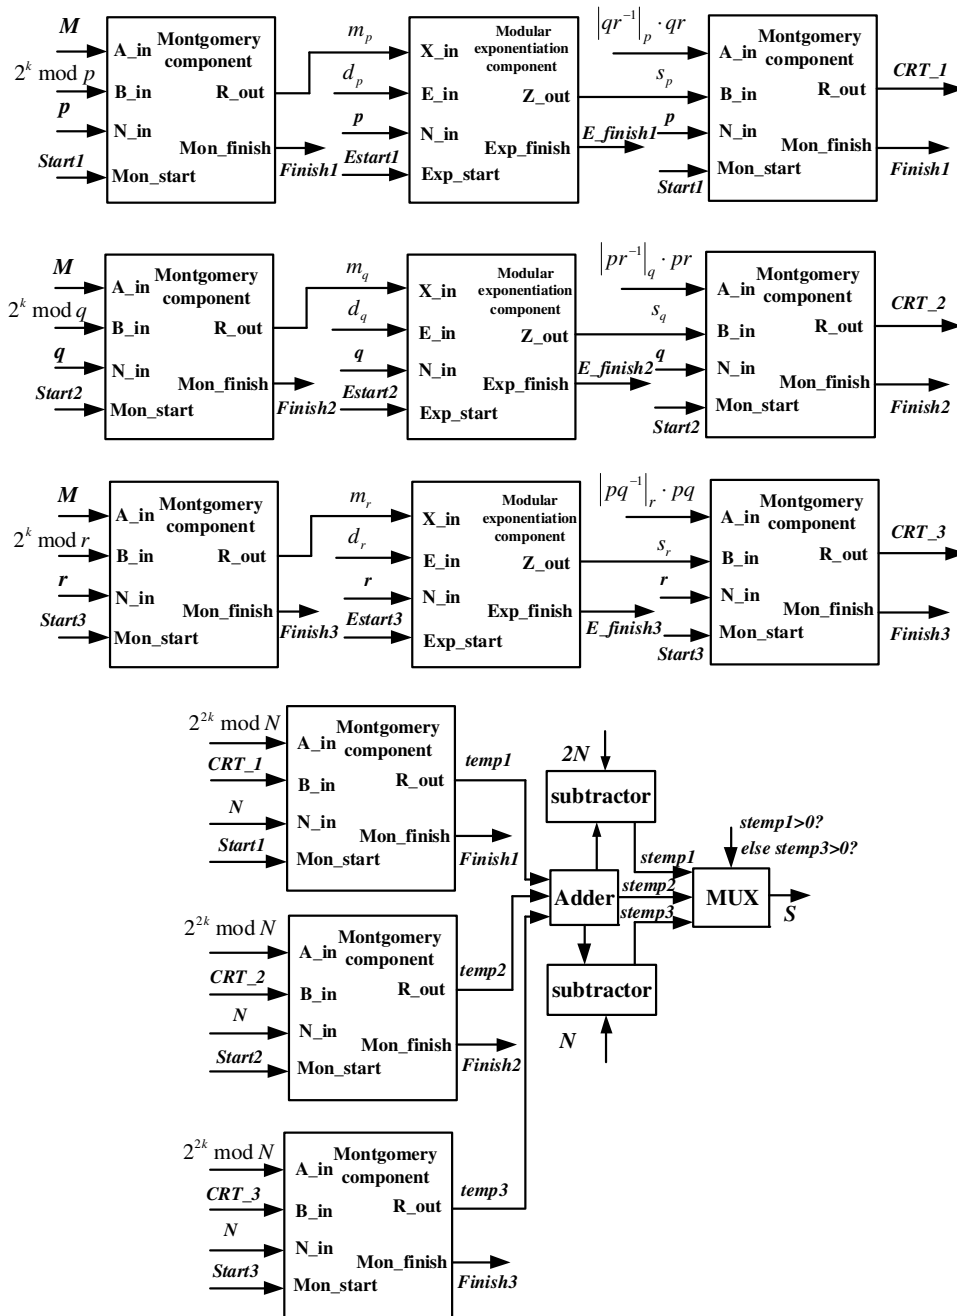 M
A_in
Montgomery
component
2^k mod p
B_in
R_out
p
N_in
Mon_finish
Start1
Mon_start
Finish1
m_p
X_in
Modular
exponentiation
component
d_p
E_in
Z_out
p
N_in
Exp_finish
Estart1
Exp_start
E_finish1
|qr^{-1}|_p · qr
A_in
Montgomery
component
s_p
B_in
R_out
CRT_1
p
N_in
Mon_finish
Start1
Mon_start
Finish1
M
A_in
Montgomery
component
2^k mod q
B_in
R_out
q
N_in
Mon_finish
Start2
Mon_start
Finish2
m_q
X_in
Modular
exponentiation
component
d_q
E_in
Z_out
q
N_in
Exp_finish
Estart2
Exp_start
E_finish2
|pr^{-1}|_q · pr
A_in
Montgomery
component
s_q
B_in
R_out
CRT_2
q
N_in
Mon_finish
Start2
Mon_start
Finish2
M
A_in
Montgomery
component
2^k mod r
B_in
R_out
r
N_in
Mon_finish
Start3
Mon_start
Finish3
m_r
X_in
Modular
exponentiation
component
d_r
E_in
Z_out
r
N_in
Exp_finish
Estart3
Exp_start
E_finish3
|pq^{-1}|_r · pq
A_in
Montgomery
component
s_r
B_in
R_out
CRT_3
r
N_in
Mon_finish
Start3
Mon_start
Finish3
2^{2k} mod N
A_in
Montgomery
component
CRT_1
B_in
R_out
temp1
N
N_in
Mon_finish
Start1
Mon_start
Finish1
2^{2k} mod N
A_in
Montgomery
component
CRT_2
B_in
R_out
temp2
N
N_in
Mon_finish
Start2
Mon_start
Finish2
2^{2k} mod N
A_in
Montgomery
component
CRT_3
B_in
R_out
temp3
N
N_in
Mon_finish
Start3
Mon_start
Finish3
2N
subtractor
Adder
subtractor
N
stemp1
stemp2
stemp3
stemp1>0?
else stemp3>0?
MUX
S